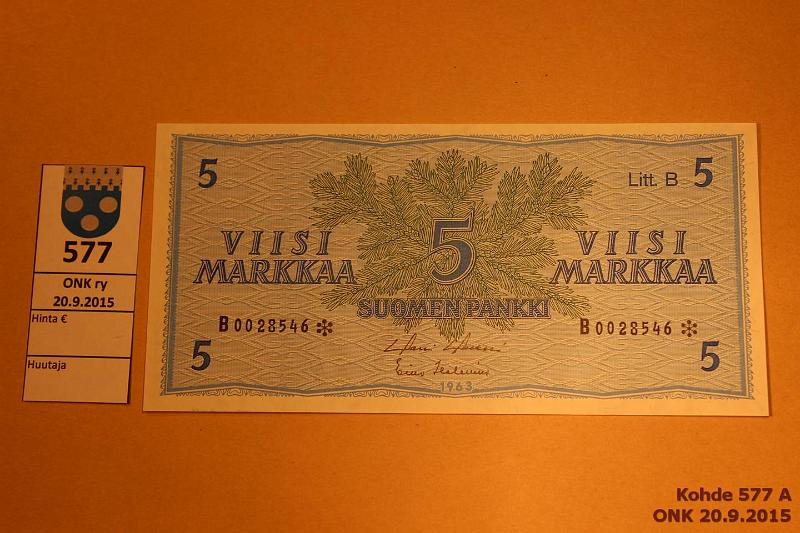 577
ONK ry
20.9.2015
Hinta €
Huutaja
5
Litt. B 5
VIISI
MARKKAA
5
VIISI
MARKKAA
SUOMEN PANKKI
B0028546 *
B0028546 *
5
5
1963
Kohde 577 A
ONK 20.9.2015